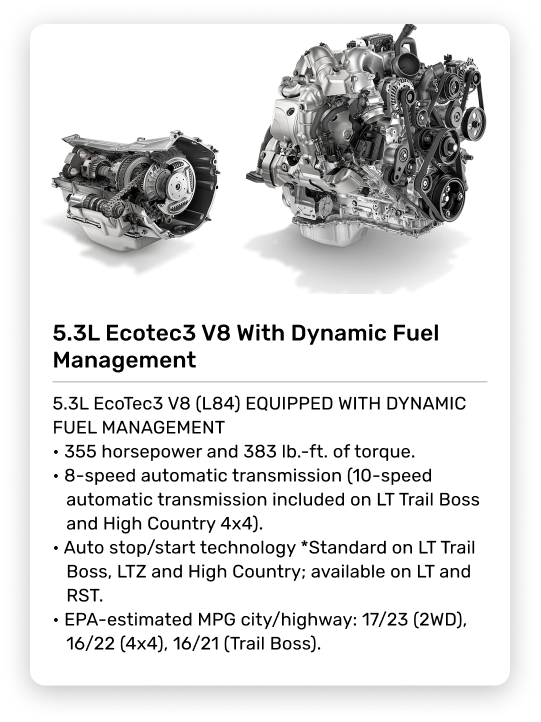 5.3L Ecotec3 V8 With Dynamic Fuel
Management
5.3L EcoTec3 V8 (L84) EQUIPPED WITH DYNAMIC
FUEL MANAGEMENT
• 355 horsepower and 383 lb.-ft. of torque.
• 8-speed automatic transmission (10-speed
automatic transmission included on LT Trail Boss
and High Country 4x4).
• Auto stop/start technology *Standard on LT Trail
Boss, LTZ and High Country; available on LT and
RST.
• EPA-estimated MPG city/highway: 17/23 (2WD),
16/22 (4x4), 16/21 (Trail Boss).